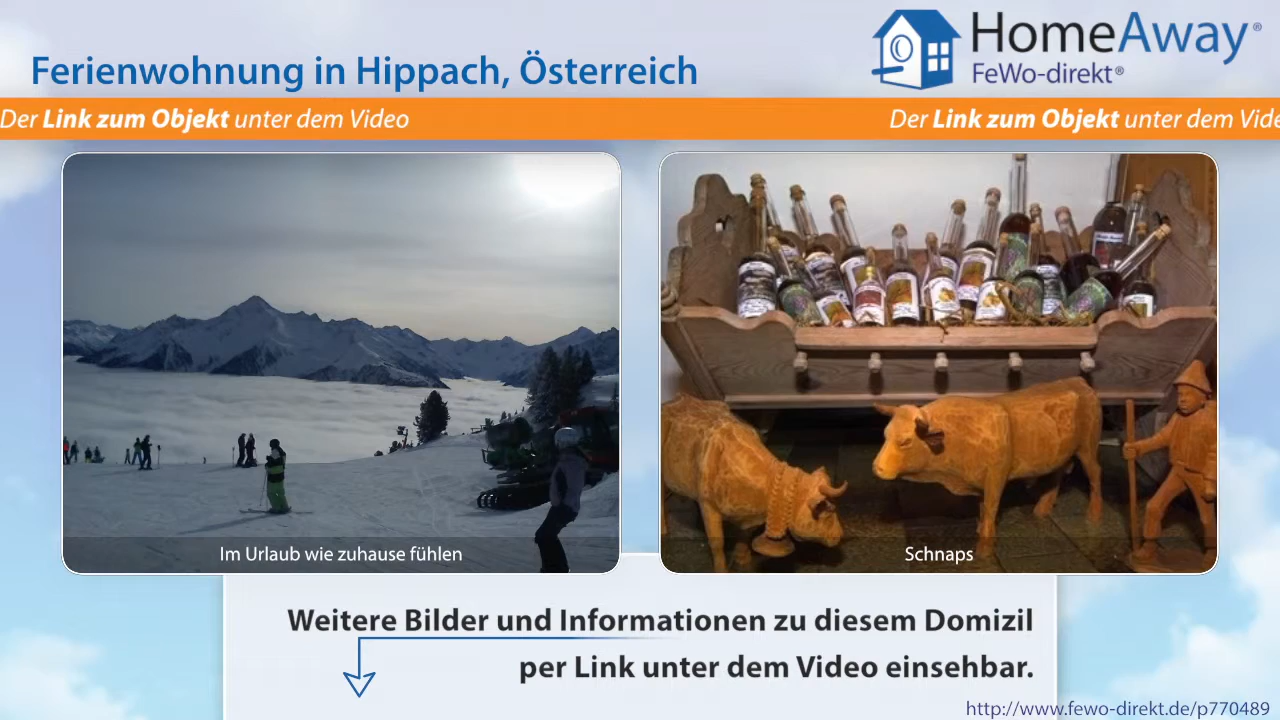 Ferienwohnung in Hippach, Österreich
HomeAway®
FeWo-direkt®
Der Link zum Objekt unter dem Video
Der Link zum Objekt unter dem Vide
Im Urlaub wie zuhause fühlen
Schnaps
Weitere Bilder und Informationen zu diesem Domizil
per Link unter dem Video einsehbar.
http://www.fewo-direkt.de/p770489